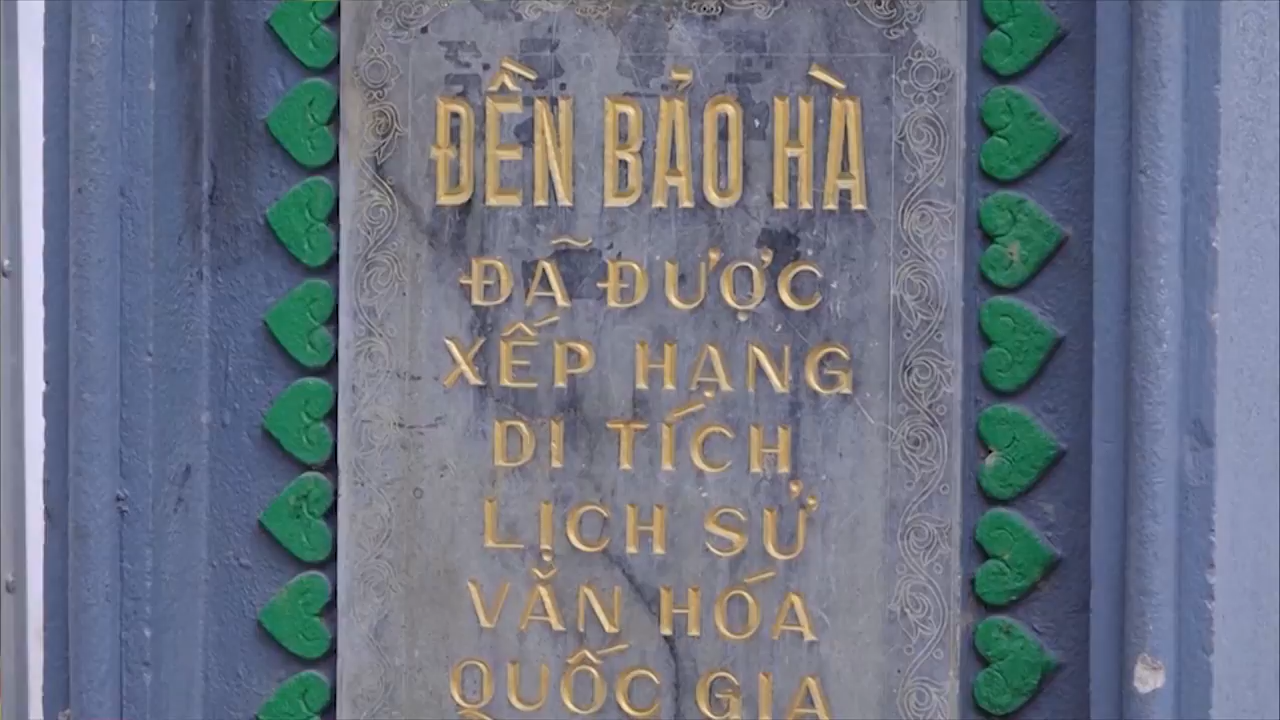 ĐỀN BẢO HÀ
ĐÃ ĐƯỢC
XẾP HẠNG
DI TÍCH
LỊCH SỬ
VĂN HÓA
QUỐC GIA